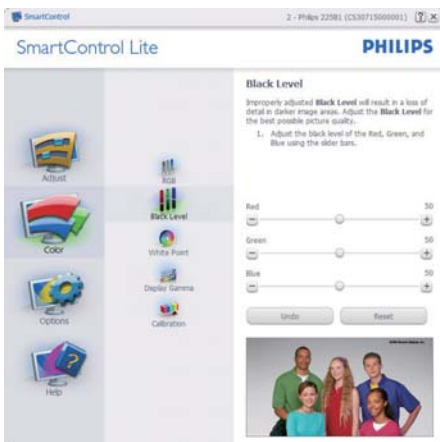 SmartControl
2 - Philips 225B1 (CS30715000001)
SmartControl Lite
PHILIPS
Adjust
Color
Options
Help
RGB
Black Level
White Point
Display Gamma
Calibration
Black Level
Improperly adjusted Black Level will result in a loss of
detail in darker image areas. Adjust the Black Level for
the best possible picture quality.
1. Adjust the black level of the Red, Green, and
Blue using the slider bars.
Red 50
Green 50
Blue 50
Undo Reset